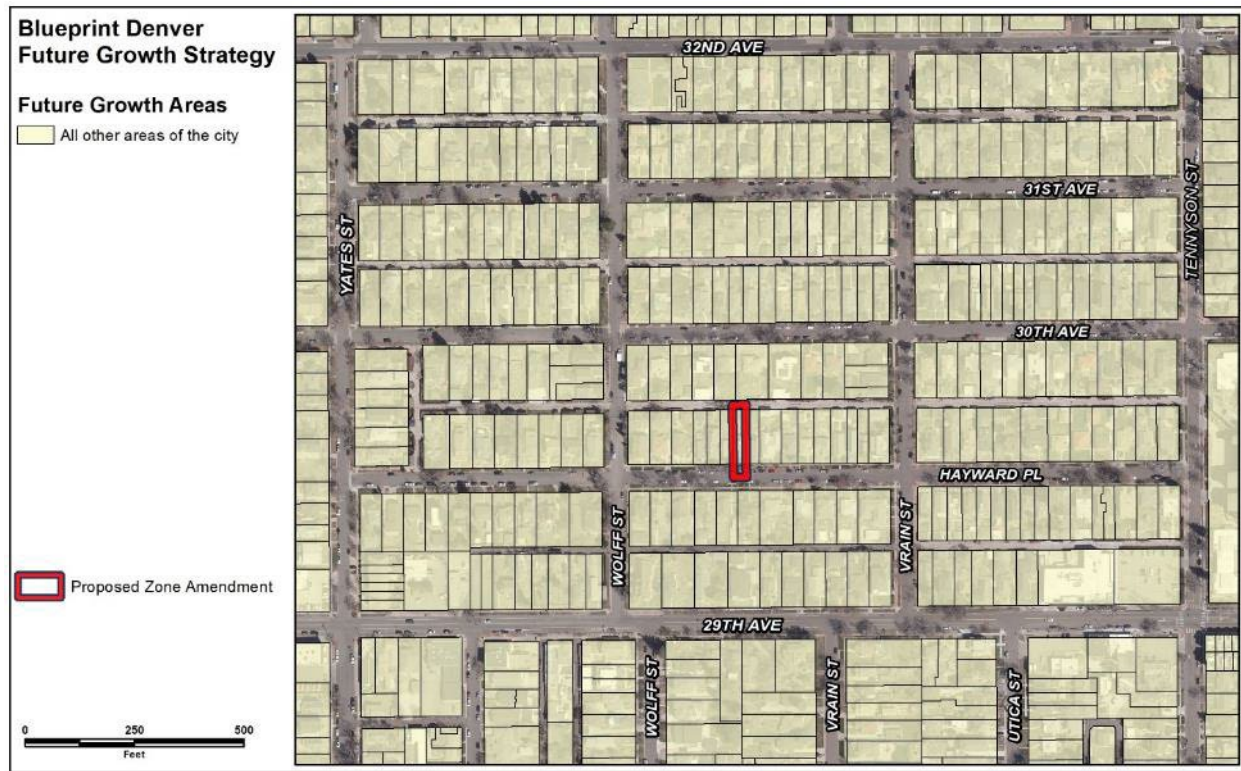 Blueprint Denver
Future Growth Strategy
Future Growth Areas
All other areas of the city
Proposed Zone Amendment
0 250 500
Feet
32ND AVE
31ST AVE
YATES ST
TENNYSON ST
30TH AVE
HAYWARD PL
WOLFF ST
VRAIN ST
29TH AVE
WOLFF ST
VRAIN ST
UTICA ST